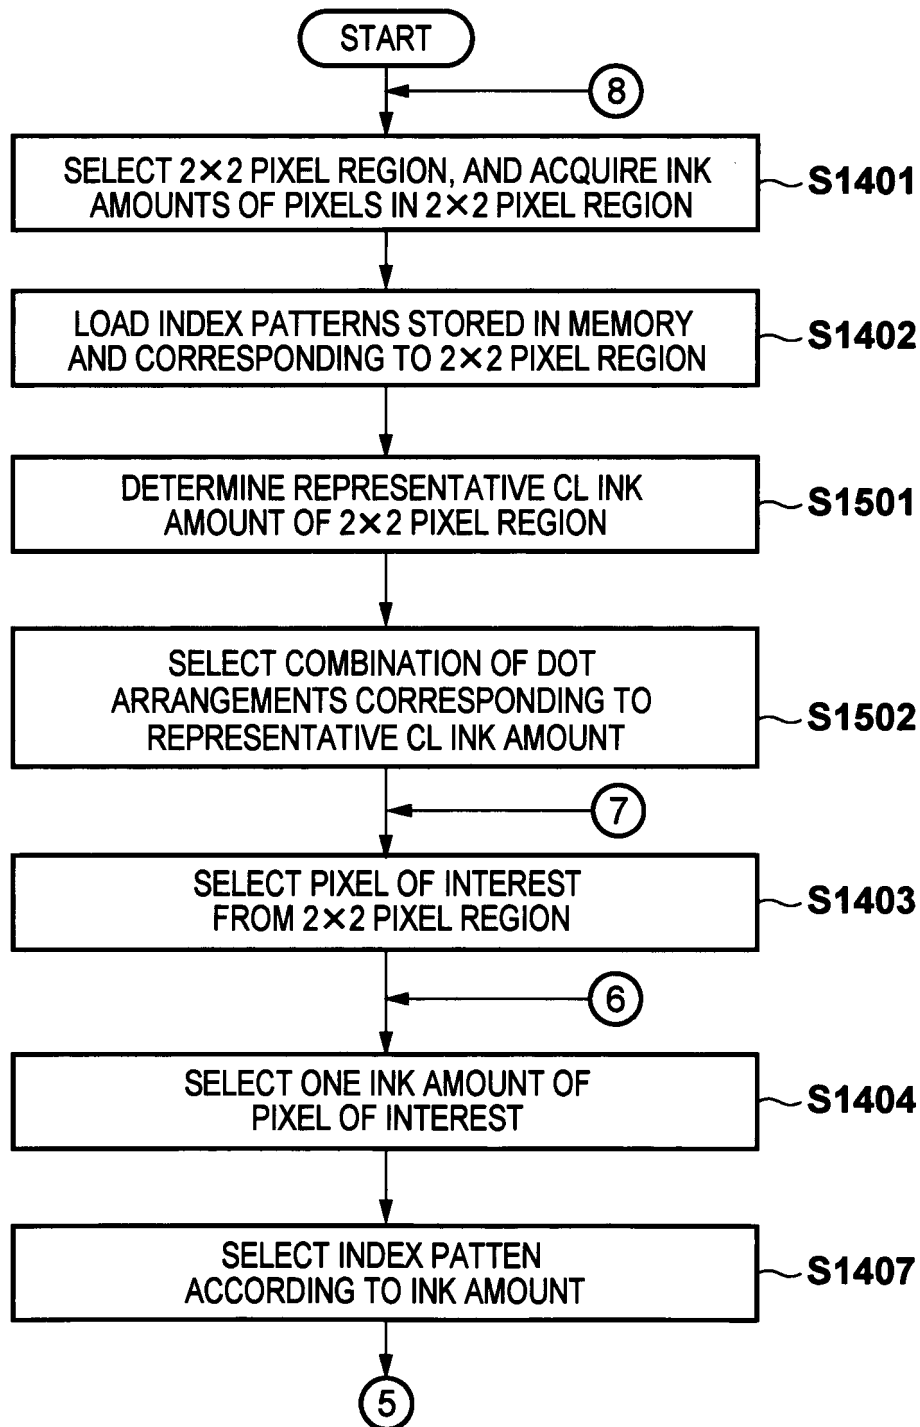 START
8
SELECT 2×2 PIXEL REGION, AND ACQUIRE INK
AMOUNTS OF PIXELS IN 2×2 PIXEL REGION
S1401
LOAD INDEX PATTERNS STORED IN MEMORY
AND CORRESPONDING TO 2×2 PIXEL REGION
S1402
DETERMINE REPRESENTATIVE CL INK
AMOUNT OF 2×2 PIXEL REGION
S1501
SELECT COMBINATION OF DOT
ARRANGEMENTS CORRESPONDING TO
REPRESENTATIVE CL INK AMOUNT
S1502
7
SELECT PIXEL OF INTEREST
FROM 2×2 PIXEL REGION
S1403
6
SELECT ONE INK AMOUNT OF
PIXEL OF INTEREST
S1404
SELECT INDEX PATTEN
ACCORDING TO INK AMOUNT
S1407
5